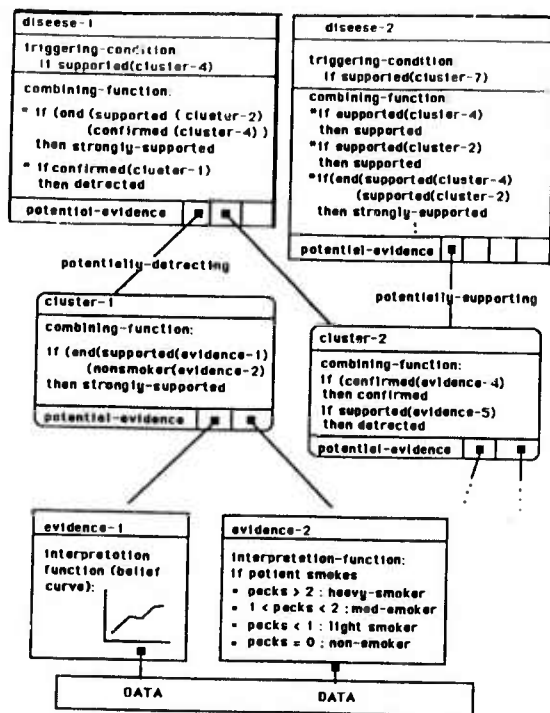 diseese-1
triggering-condition
If supported(cluster-4)
combining-function:
* if (and (supported (cluster-2)
(confirmed (cluster-4) )
then strongly-supported
* if confirmed(cluster-1)
then detracted
potential-evidence
disease-2
triggering-condition
if supported(cluster-7)
combining-function
*if supported(cluster-4)
then supported
*if supported(cluster-2)
then supported
*if(and(supported(cluster-4)
(supported(cluster-2)
then strongly-supported
potential-evidence
potentially-detracting
potentially-supporting
cluster-1
combining-function:
if (and(supported(evidence-1)
(nonsmoker(evidence-2)
then strongly-supported
potential-evidence
cluster-2
combining-function:
if (confirmed(evidence-4)
then confirmed
If supported(evidence-5)
then detracted
potential-evidence
evidence-1
interpretation
function (belief
curve):
evidence-2
interpretation-function:
if patient smokes
▪ packs > 2 : heavy-smoker
▪ 1 < packs < 2 : mod-smoker
▪ packs < 1 : light smoker
▪ packs = 0 : non-smoker
DATA DATA